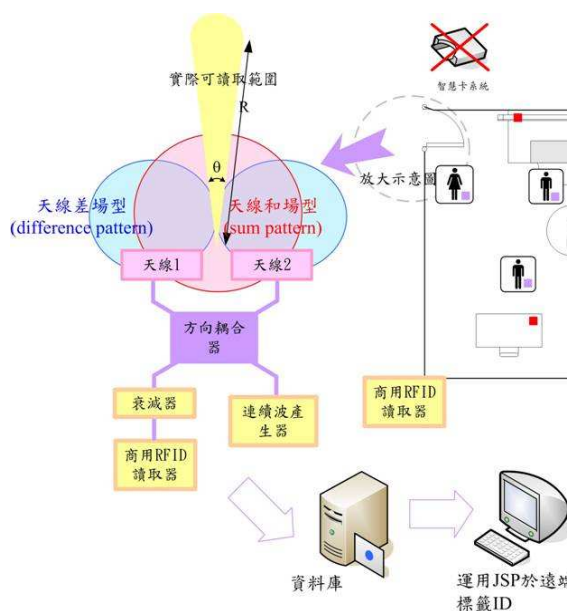 實際可讀取範圍
R
智慧卡系統
θ
放大示意圖
天線差場型
(difference pattern)
天線和場型
(sum pattern)
天線1
天線2
方向耦合
器
衰減器
連續波產
生器
商用RFID
讀取器
商用RFID
讀取器
資料庫
運用JSP於遠端
標籤ID